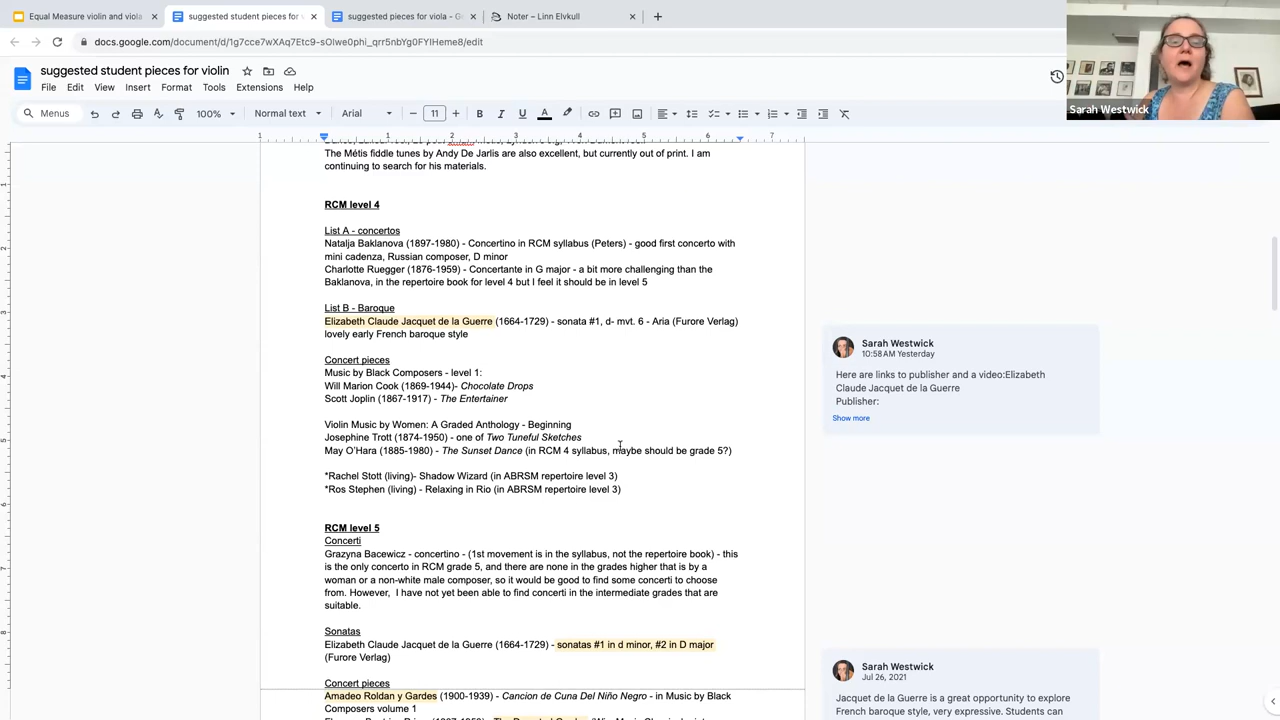 Equal Measure violin and viola
suggested student pieces for v
suggested pieces for viola - G
Noter – Linn Elvkull
docs.google.com/document/d/1g7cce7wXAq7Etc9-sOIwe0phi_qrr5nbYg0FYIHeme8/edit
suggested student pieces for violin
File Edit View Insert Format Tools Extensions Help
Menus 100% Normal text Arial 11 B I U A
Sarah Westwick
1 1 2 3 4 5 6 7
The Métis fiddle tunes by Andy De Jarlis are also excellent, but currently out of print. I am
continuing to search for his materials.
RCM level 4
List A - concertos
Natalja Baklanova (1897-1980) - Concertino in RCM syllabus (Peters) - good first concerto with
mini cadenza, Russian composer, D minor
Charlotte Ruegger (1876-1959) - Concertante in G major - a bit more challenging than the
Baklanova, in the repertoire book for level 4 but I feel it should be in level 5
List B - Baroque
Elizabeth Claude Jacquet de la Guerre (1664-1729) - sonata #1, d- mvt. 6 - Aria (Furore Verlag)
lovely early French baroque style
Concert pieces
Music by Black Composers - level 1:
Will Marion Cook (1869-1944)- Chocolate Drops
Scott Joplin (1867-1917) - The Entertainer
Violin Music by Women: A Graded Anthology - Beginning
Josephine Trott (1874-1950) - one of Two Tuneful Sketches
May O'Hara (1885-1980) - The Sunset Dance (in RCM 4 syllabus, maybe should be grade 5?)
*Rachel Stott (living)- Shadow Wizard (in ABRSM repertoire level 3)
*Ros Stephen (living) - Relaxing in Rio (in ABRSM repertoire level 3)
RCM level 5
Concerti
Grazyna Bacewicz - concertino - (1st movement is in the syllabus, not the repertoire book) - this
is the only concerto in RCM grade 5, and there are none in the grades higher that is by a
woman or a non-white male composer, so it would be good to find some concerti to choose
from. However, I have not yet been able to find concerti in the intermediate grades that are
suitable.
Sonatas
Elizabeth Claude Jacquet de la Guerre (1664-1729) - sonatas #1 in d minor, #2 in D major
(Furore Verlag)
Concert pieces
Amadeo Roldan y Gardes (1900-1939) - Cancion de Cuna Del Niño Negro - in Music by Black
Composers volume 1
Sarah Westwick
10:58 AM Yesterday
Here are links to publisher and a video:Elizabeth
Claude Jacquet de la Guerre
Publisher:
Show more
Sarah Westwick
Jul 26, 2021
Jacquet de la Guerre is a great opportunity to explore
French baroque style, very expressive. Students can
1
2
3
4
5
6
7
8